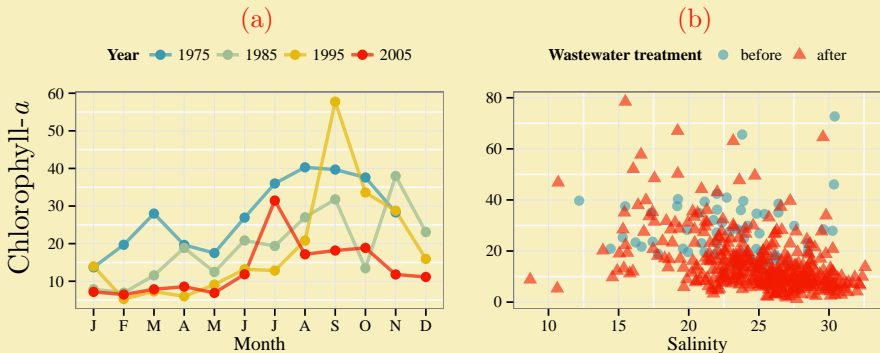 (a)
Year 1975 1985 1995 2005
Chlorophyll-a
60
50
40
30
20
10
J F M A M J J A S O N D
Month
(b)
Wastewater treatment before after
80
60
40
20
0
10 15 20 25 30
Salinity